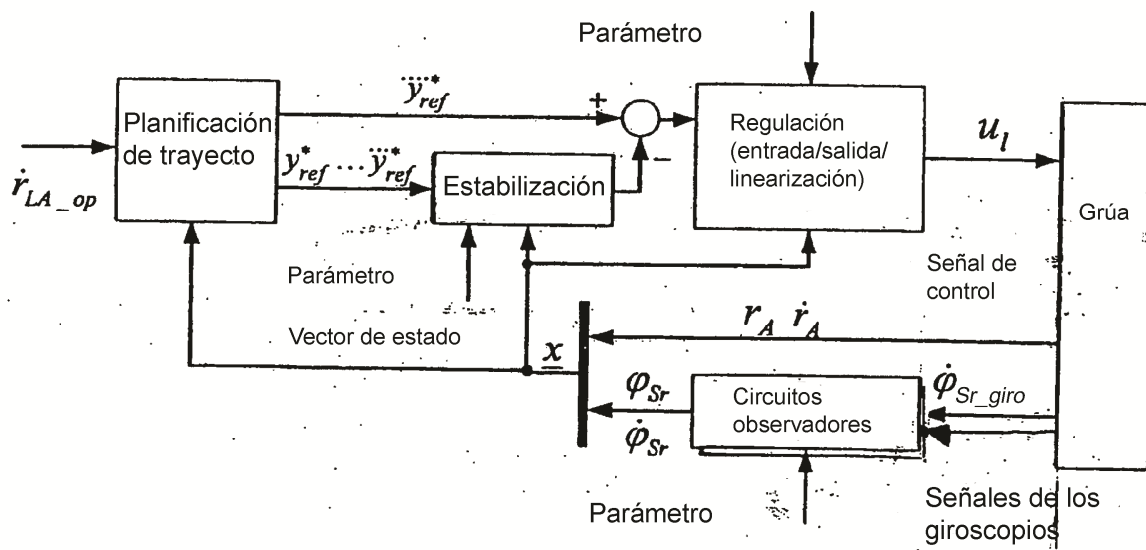 Parámetro
Planificación
de trayecto
ÿ̈*ref
+
−
Regulación
(entrada/salida/
linearización)
u_l
ṙ_LA_op
y*ref ... y⃛*ref
Estabilización
Grúa
Parámetro
Señal de
control
Vector de estado
x
r_A ṙ_A
φ_Sr
φ̇_Sr
Circuitos
observadores
φ̇_Sr_giro
Parámetro
Señales de los
giroscopios